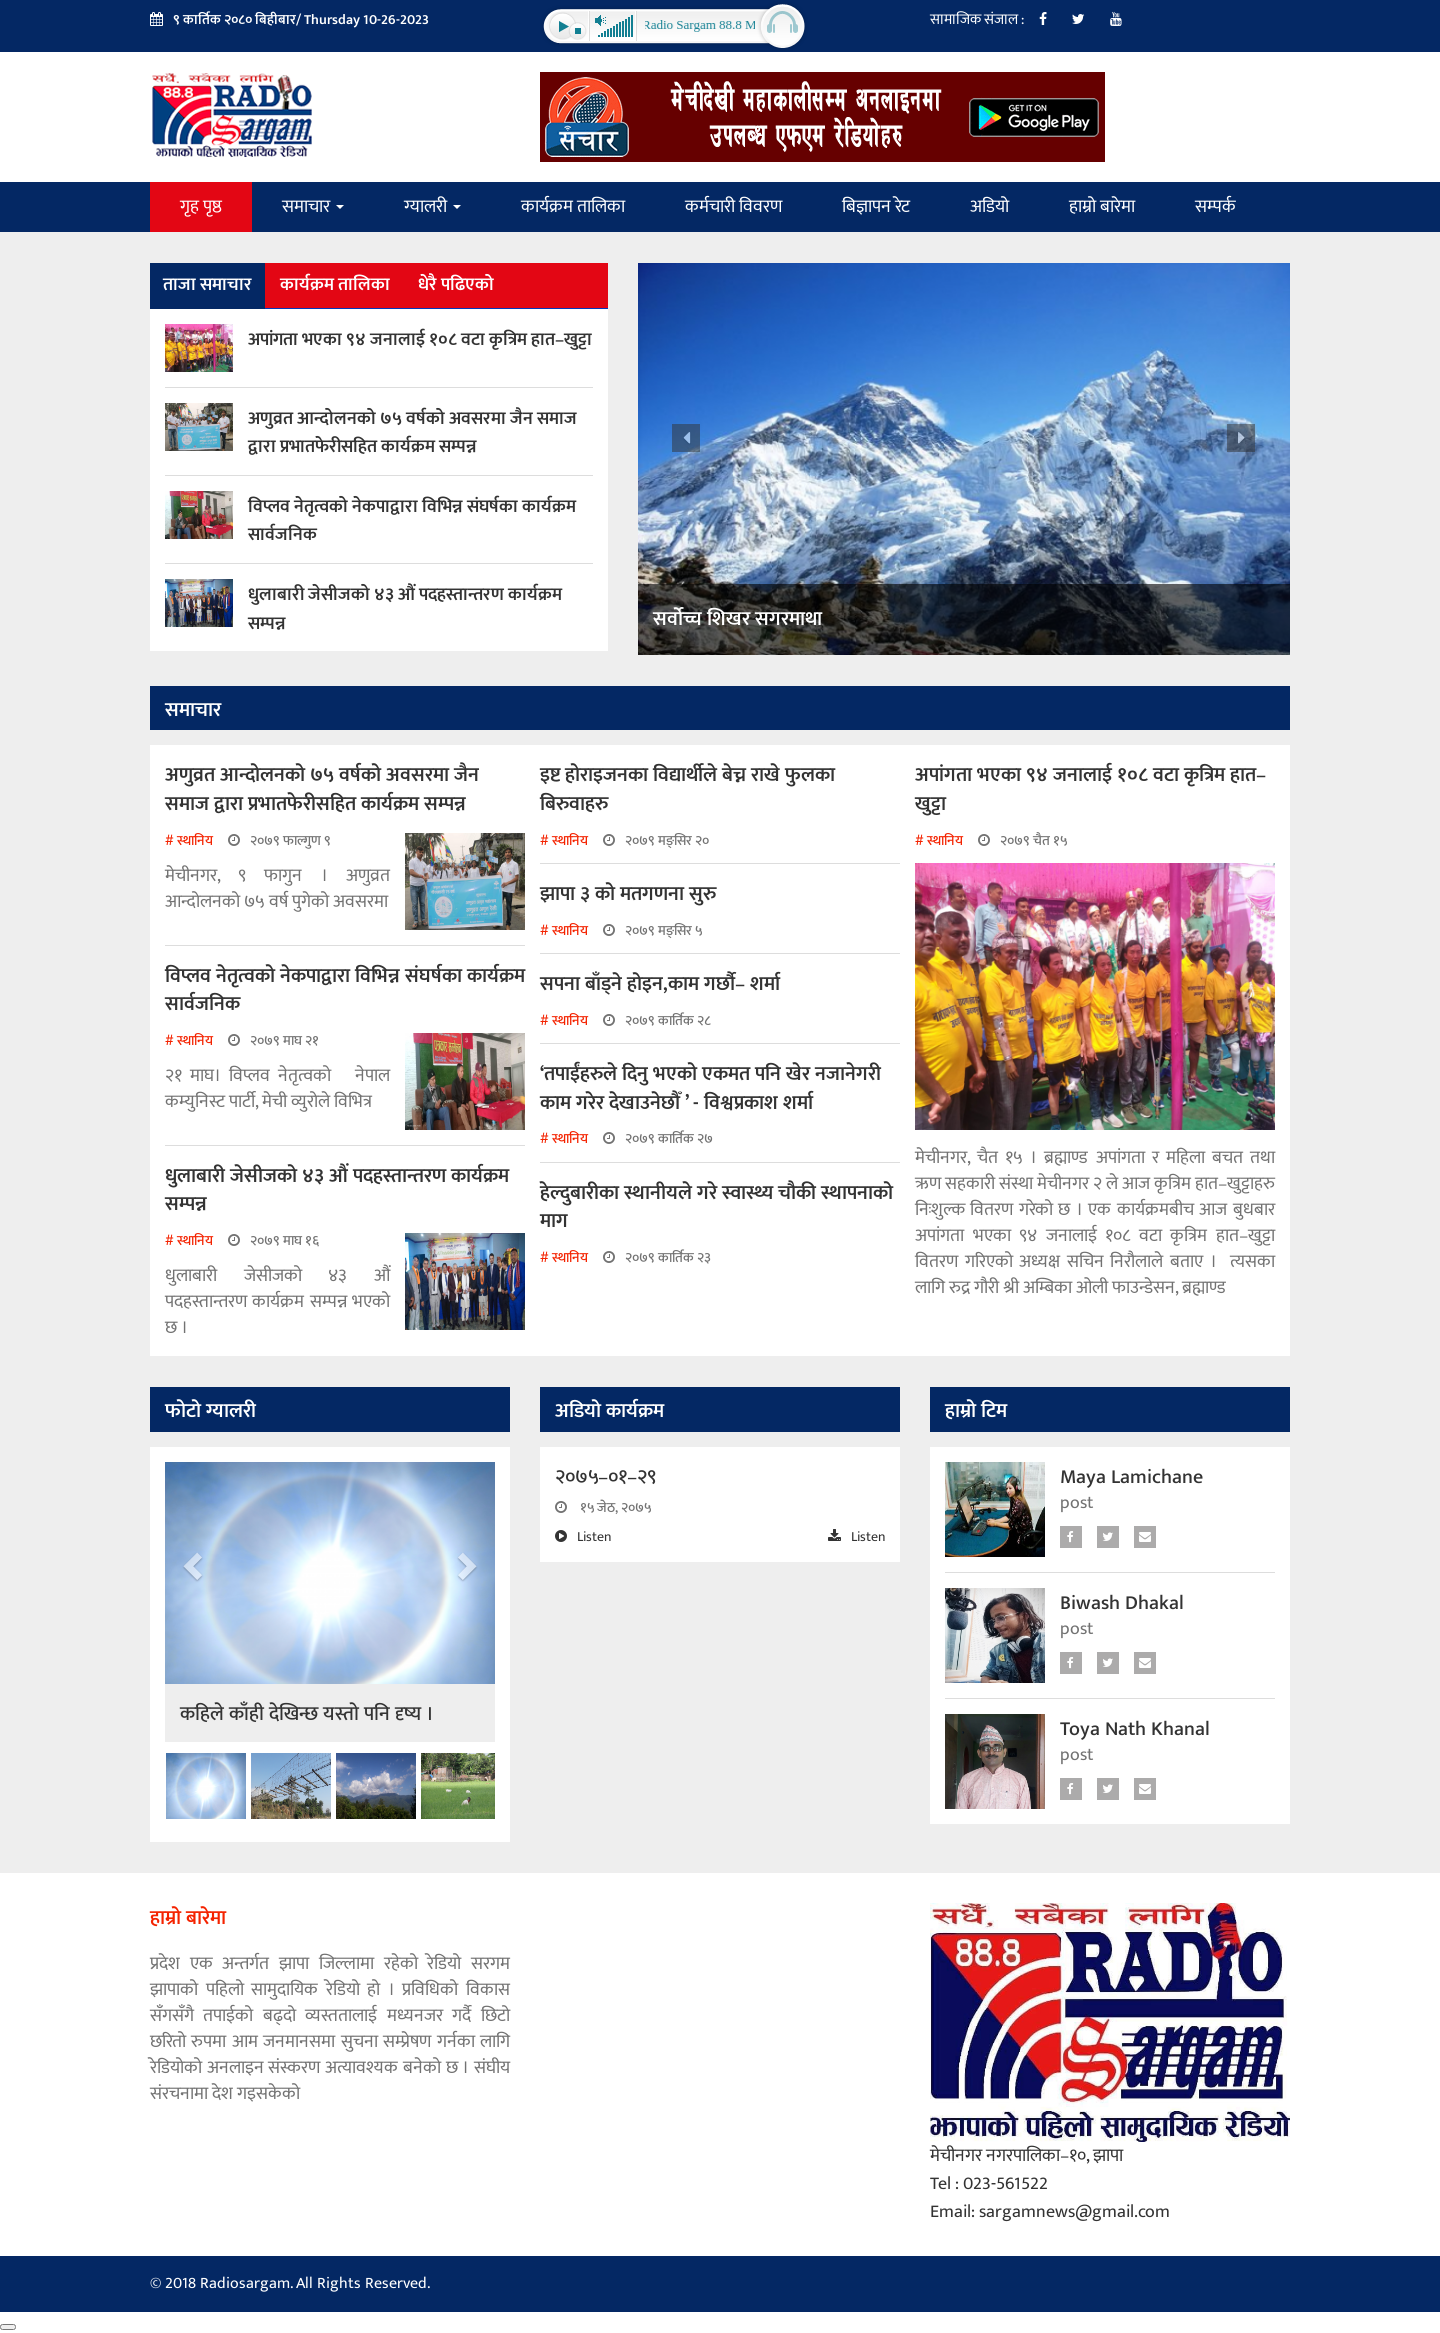 ९ कार्तिक २०८० बिहीबार/ Thursday 10-26-2023
Radio Sargam 88.8 M
सामाजिक संजाल :
सधैं, सबैका लागि
88.8 RADIO
Sargam
झापाको पहिलो सामुदायिक रेडियो
संचार
मेचीदेखी महाकालीसम्म अनलाइनमा
उपलब्ध एफएम रेडियोहरु
GET IT ON
Google Play
गृह पृष्ठ
समाचार
ग्यालरी
कार्यक्रम तालिका
कर्मचारी विवरण
बिज्ञापन रेट
अडियो
हाम्रो बारेमा
सम्पर्क
ताजा समाचार
कार्यक्रम तालिका
धेरै पढिएको
अपांगता भएका ९४ जनालाई १०८ वटा कृत्रिम हात–खुट्टा
अणुव्रत आन्दोलनको ७५ वर्षको अवसरमा जैन समाज
द्वारा प्रभातफेरीसहित कार्यक्रम सम्पन्न
विप्लव नेतृत्वको नेकपाद्वारा विभिन्न संघर्षका कार्यक्रम
सार्वजनिक
धुलाबारी जेसीजको ४३ औं पदहस्तान्तरण कार्यक्रम
सम्पन्न
सर्वोच्च शिखर सगरमाथा
समाचार
अणुव्रत आन्दोलनको ७५ वर्षको अवसरमा जैन
समाज द्वारा प्रभातफेरीसहित कार्यक्रम सम्पन्न
# स्थानिय २०७९ फाल्गुण ९
मेचीनगर, ९ फागुन । अणुव्रत
आन्दोलनको ७५ वर्ष पुगेको अवसरमा
विप्लव नेतृत्वको नेकपाद्वारा विभिन्न संघर्षका कार्यक्रम
सार्वजनिक
# स्थानिय २०७९ माघ २१
२१ माघ। विप्लव नेतृत्वको नेपाल
कम्युनिस्ट पार्टी, मेची व्युरोले विभित्र
धुलाबारी जेसीजको ४३ औं पदहस्तान्तरण कार्यक्रम
सम्पन्न
# स्थानिय २०७९ माघ १६
धुलाबारी जेसीजको ४३ औं
पदहस्तान्तरण कार्यक्रम सम्पन्न भएको
छ ।
इष्ट होराइजनका विद्यार्थीले बेच्न राखे फुलका
बिरुवाहरु
# स्थानिय २०७९ मङ्सिर २०
झापा ३ को मतगणना सुरु
# स्थानिय २०७९ मङ्सिर ५
सपना बाँड्ने होइन,काम गर्छौं– शर्मा
# स्थानिय २०७९ कार्तिक २८
‘तपाईंहरुले दिनु भएको एकमत पनि खेर नजानेगरी
काम गरेर देखाउनेछौँ ’ - विश्वप्रकाश शर्मा
# स्थानिय २०७९ कार्तिक २७
हेल्दुबारीका स्थानीयले गरे स्वास्थ्य चौकी स्थापनाको
माग
# स्थानिय २०७९ कार्तिक २३
अपांगता भएका ९४ जनालाई १०८ वटा कृत्रिम हात–
खुट्टा
# स्थानिय २०७९ चैत १५
मेचीनगर, चैत १५ । ब्रह्माण्ड अपांगता र महिला बचत तथा
ऋण सहकारी संस्था मेचीनगर २ ले आज कृत्रिम हात–खुट्टाहरु
निःशुल्क वितरण गरेको छ । एक कार्यक्रमबीच आज बुधबार
अपांगता भएका ९४ जनालाई १०८ वटा कृत्रिम हात–खुट्टा
वितरण गरिएको अध्यक्ष सचिन निरौलाले बताए । त्यसका
लागि रुद्र गौरी श्री अम्बिका ओली फाउन्डेसन, ब्रह्माण्ड
फोटो ग्यालरी
कहिले काँही देखिन्छ यस्तो पनि दृष्य ।
अडियो कार्यक्रम
२०७५–०१–२९
१५ जेठ, २०७५
Listen Listen
हाम्रो टिम
Maya Lamichane
post
Biwash Dhakal
post
Toya Nath Khanal
post
हाम्रो बारेमा
प्रदेश एक अन्तर्गत झापा जिल्लामा रहेको रेडियो सरगम
झापाको पहिलो सामुदायिक रेडियो हो । प्रविधिको विकास
सँगसँगै तपाईको बढ्दो व्यस्ततालाई मध्यनजर गर्दै छिटो
छरितो रुपमा आम जनमानसमा सुचना सम्प्रेषण गर्नका लागि
रेडियोको अनलाइन संस्करण अत्यावश्यक बनेको छ । संघीय
संरचनामा देश गइसकेको
सधैं, सबैका लागि
88.8 RADIO
Sargam
झापाको पहिलो सामुदायिक रेडियो
मेचीनगर नगरपालिका–१०, झापा
Tel : 023-561522
Email: sargamnews@gmail.com
© 2018 Radiosargam. All Rights Reserved.